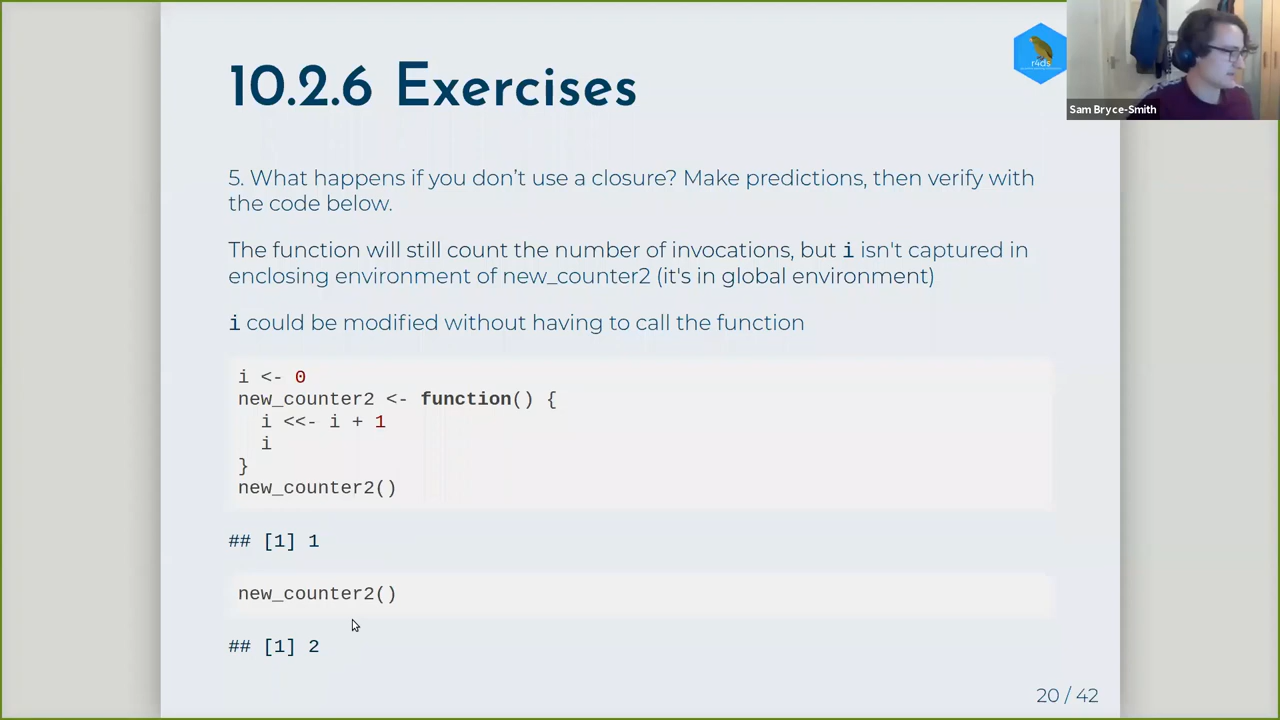 10.2.6 Exercises
r4ds
Sam Bryce-Smith
5. What happens if you don't use a closure? Make predictions, then verify with
the code below.
The function will still count the number of invocations, but i isn't captured in
enclosing environment of new_counter2 (it's in global environment)
i could be modified without having to call the function
i <- 0
new_counter2 <- function() {
  i <<- i + 1
  i
}
new_counter2()
## [1] 1
new_counter2()
## [1] 2
20 / 42